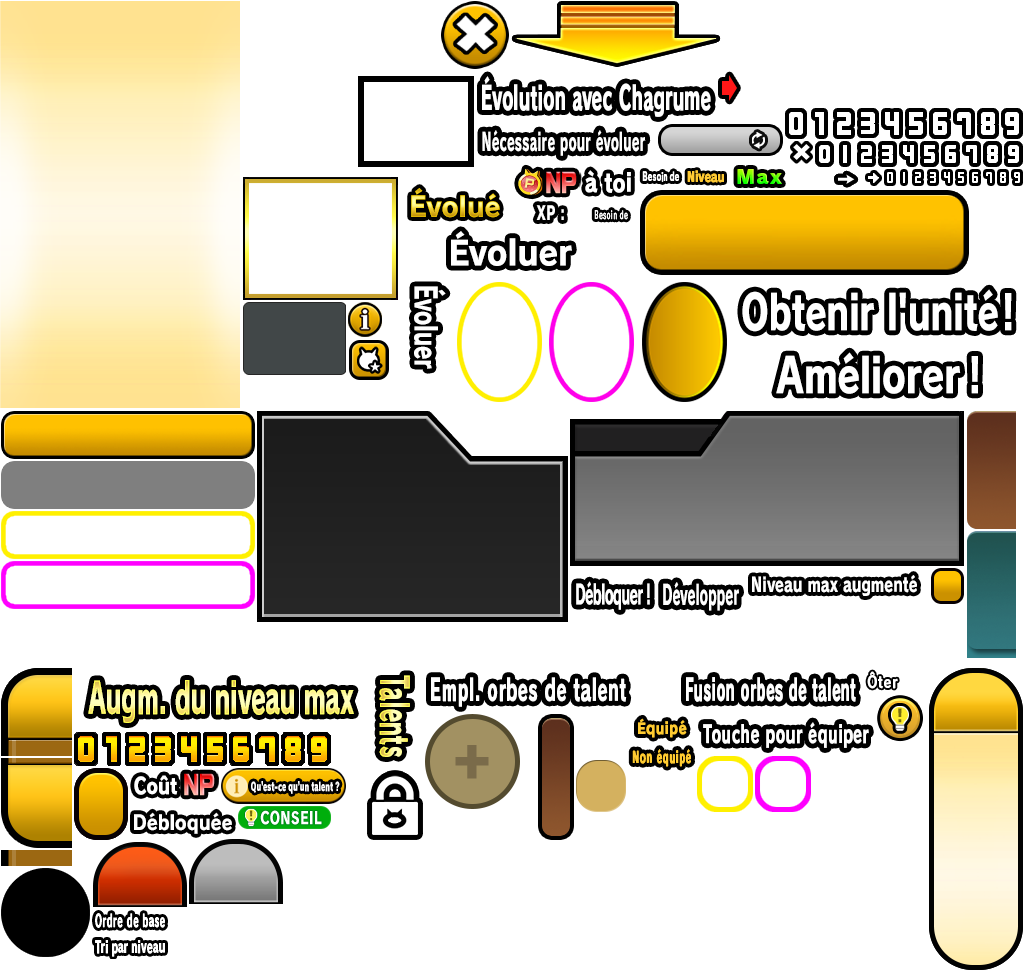 Évolution avec Chagrume
0123456789
Nécessaire pour évoluer
×0123456789
NP à toi
Besoin de Niveau Max
0123456789
Évolué
XP :
Besoin de
Évoluer
Évoluer
i
Obtenir l'unité!
Améliorer !
Débloquer ! Développer
Niveau max augmenté
Augm. du niveau max
Talents
Empl. orbes de talent
Fusion orbes de talent
Ôter
0123456789
Équipé
Touche pour équiper
Non équipé
Coût NP
i Qu'est-ce qu'un talent ?
Débloquée
CONSEIL
Ordre de base
Tri par niveau